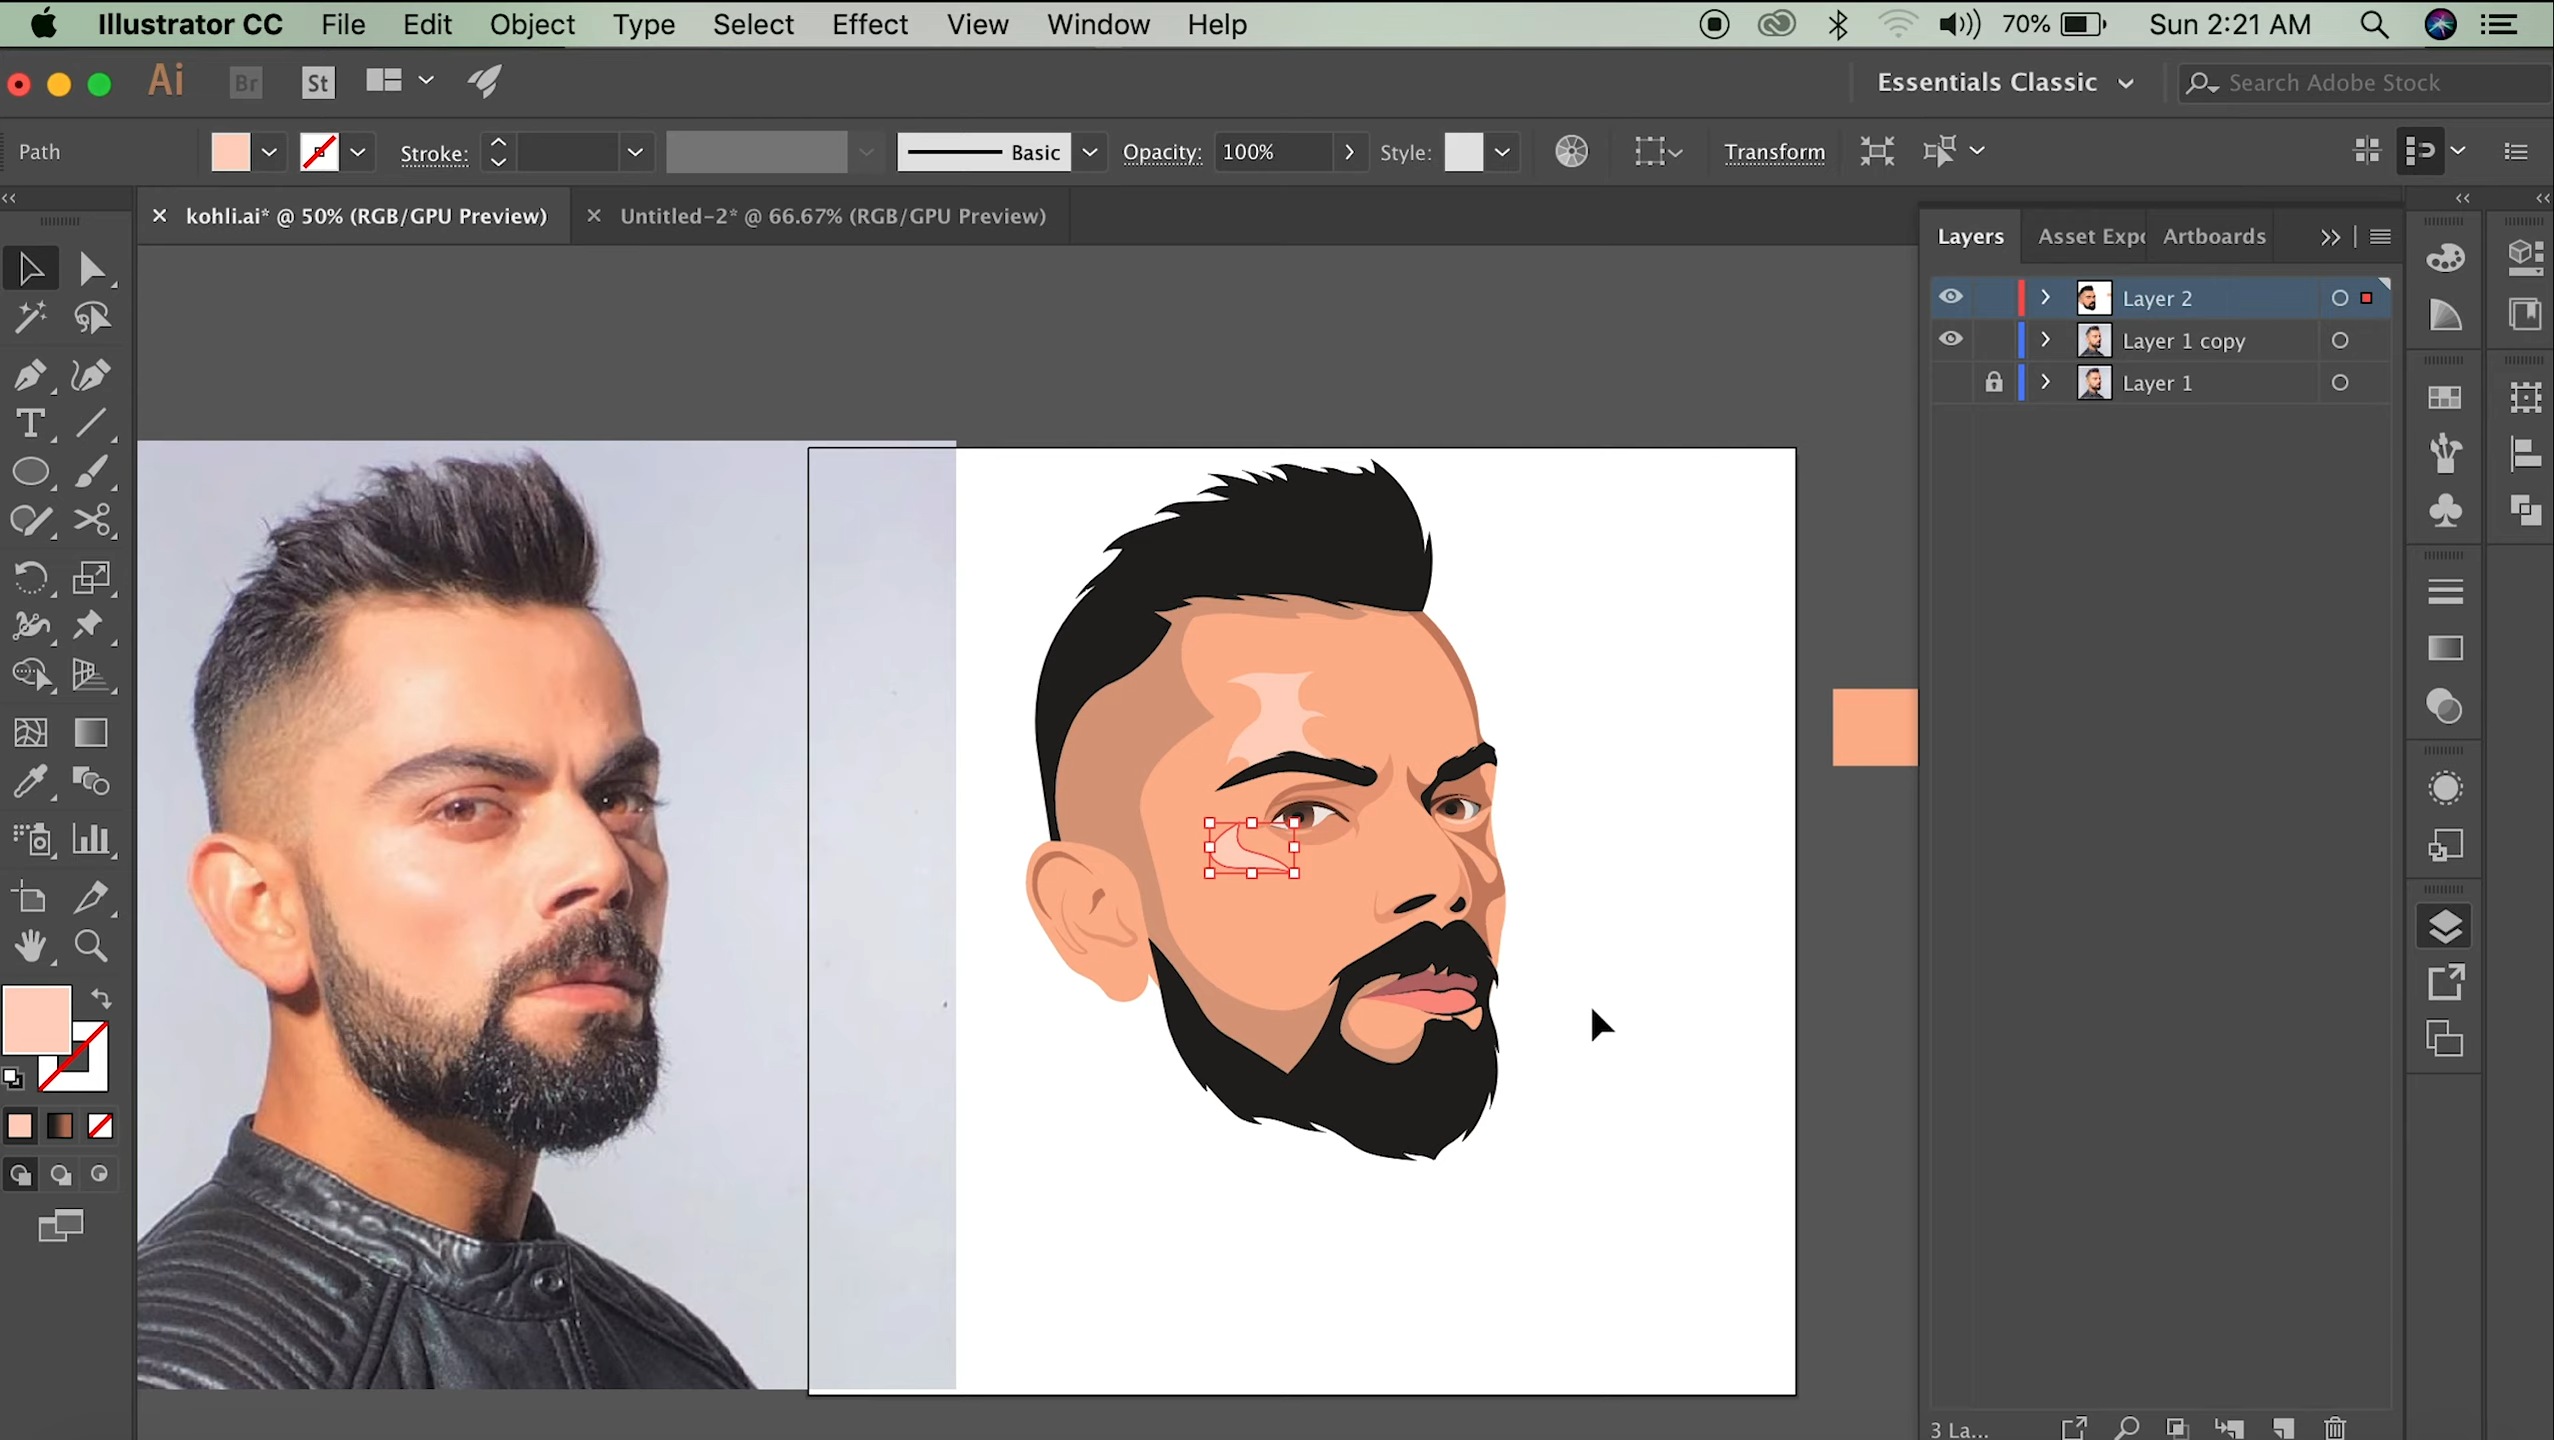 Illustrator CC File Edit Object Type Select Effect View Window Help 70% Sun 2:21 AM
Ai Br St Essentials Classic Search Adobe Stock
Path Stroke: Basic Opacity: 100% Style: Transform
kohli.ai* @ 50% (RGB/GPU Preview) Untitled-2* @ 66.67% (RGB/GPU Preview)
Layers Asset Expo Artboards
Layer 2
Layer 1 copy
Layer 1
3 La...